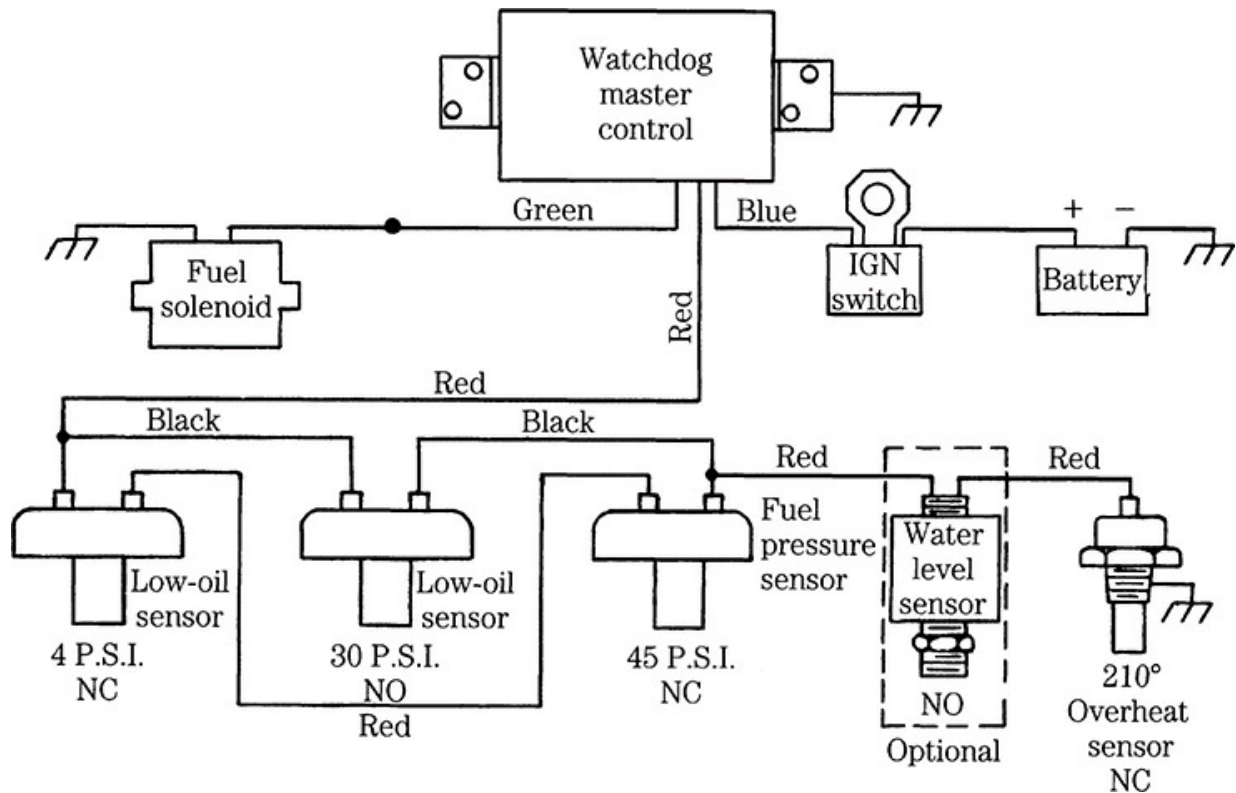 Watchdog
master
control
Green
Blue
+ −
Fuel
solenoid
IGN
switch
Battery
Red
Red
Black
Black
Red
Red
Low-oil
sensor
4 P.S.I.
NC
Low-oil
sensor
30 P.S.I.
NO
Fuel
pressure
sensor
45 P.S.I.
NC
Water
level
sensor
NO
Optional
210°
Overheat
sensor
NC
Red